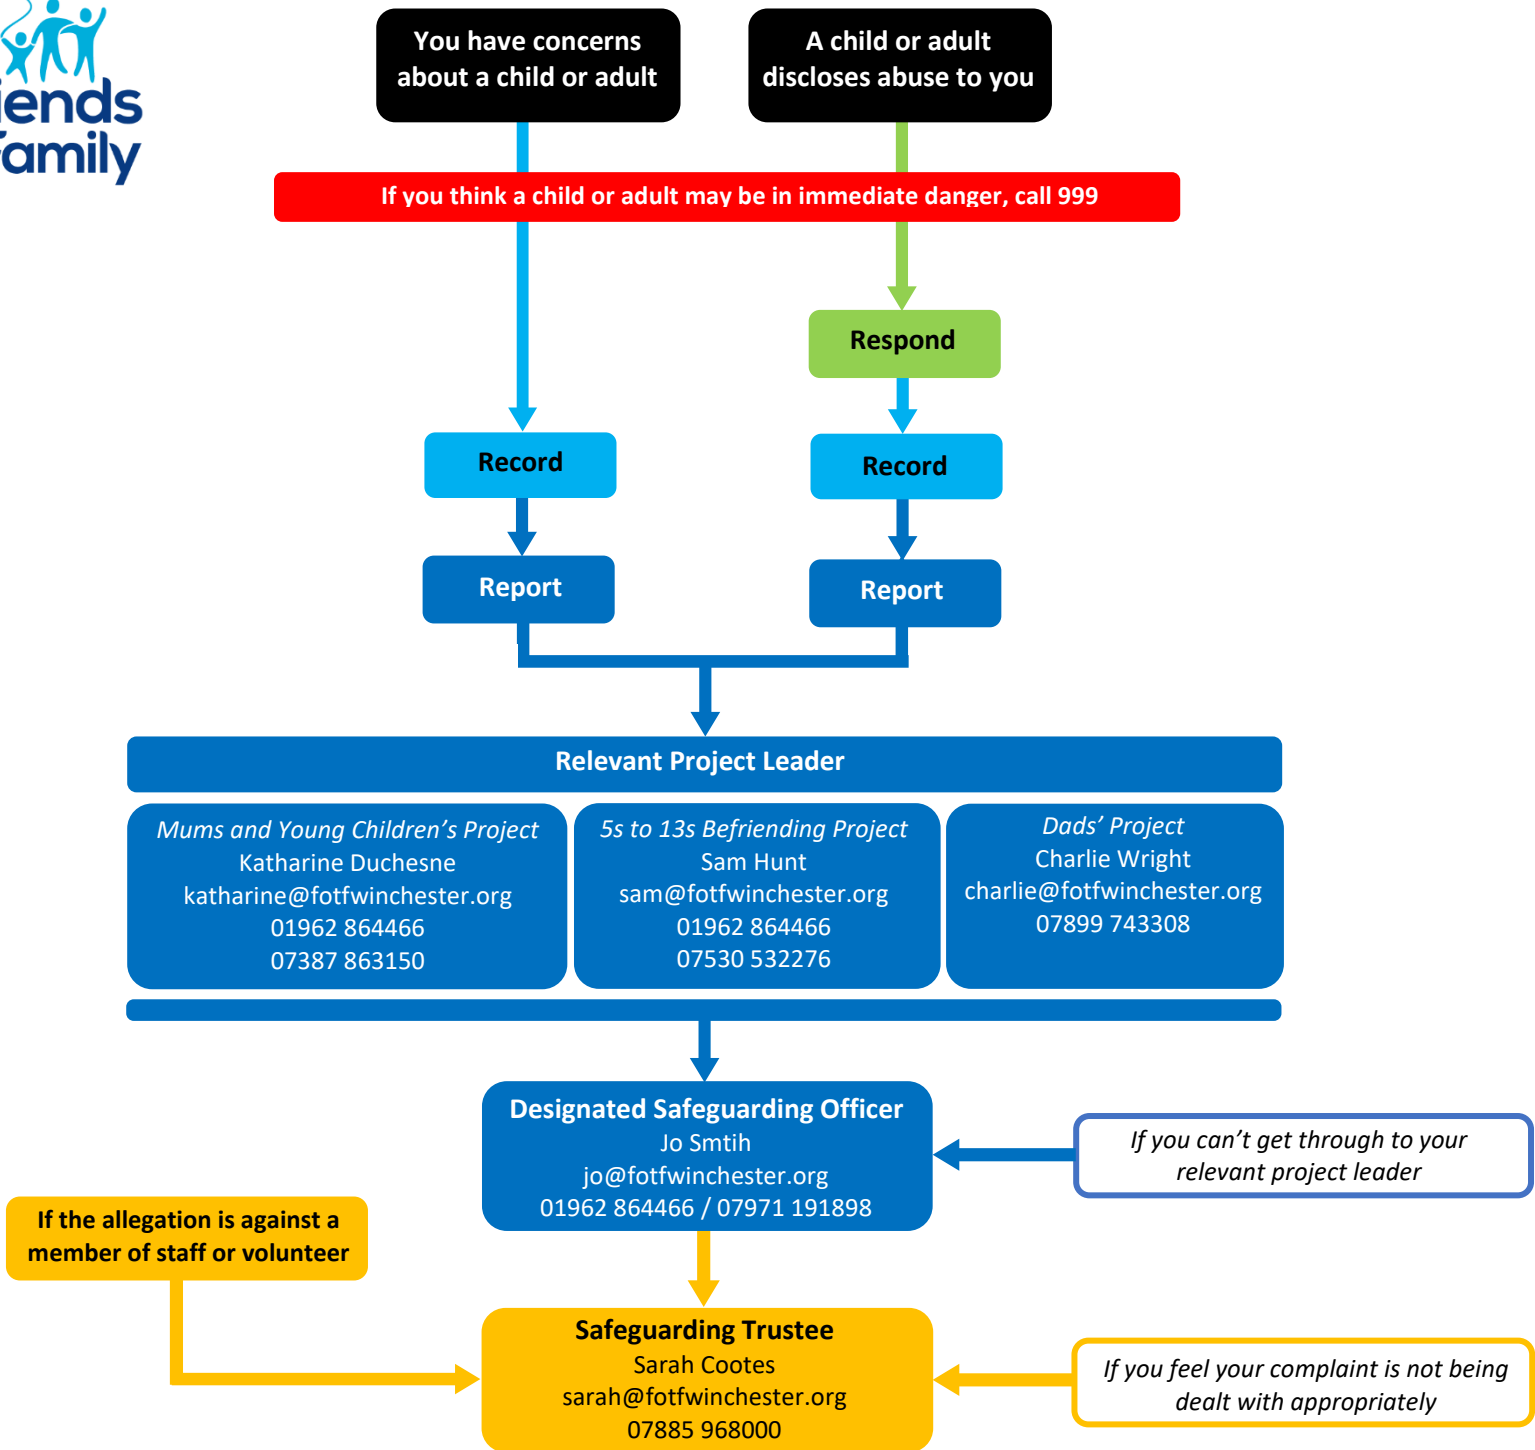 iends
Family
You have concerns
about a child or adult
A child or adult
discloses abuse to you
If you think a child or adult may be in immediate danger, call 999
Respond
Record
Record
Report
Report
Relevant Project Leader
Mums and Young Children’s Project
Katharine Duchesne
katharine@fotfwinchester.org
01962 864466
07387 863150
5s to 13s Befriending Project
Sam Hunt
sam@fotfwinchester.org
01962 864466
07530 532276
Dads’ Project
Charlie Wright
charlie@fotfwinchester.org
07899 743308
Designated Safeguarding Officer
Jo Smtih
jo@fotfwinchester.org
01962 864466 / 07971 191898
If you can’t get through to your
relevant project leader
If the allegation is against a
member of staff or volunteer
Safeguarding Trustee
Sarah Cootes
sarah@fotfwinchester.org
07885 968000
If you feel your complaint is not being
dealt with appropriately